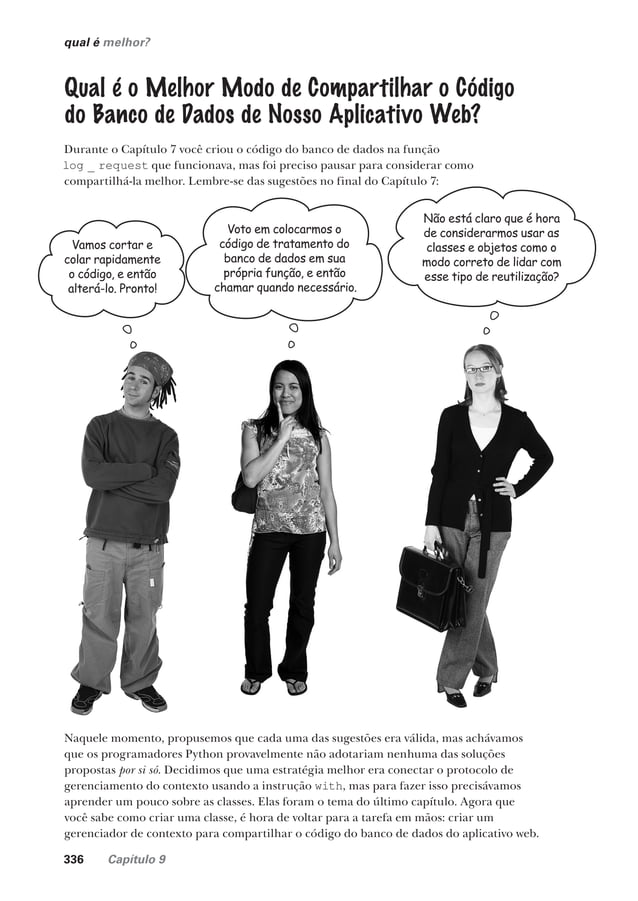 qual é melhor?
Qual é o Melhor Modo de Compartilhar o Código
do Banco de Dados de Nosso Aplicativo Web?
Durante o Capítulo 7 você criou o código do banco de dados na função
log _ request que funcionava, mas foi preciso pausar para considerar como
compartilhá-la melhor. Lembre-se das sugestões no final do Capítulo 7:
Vamos cortar e
colar rapidamente
o código, e então
alterá-lo. Pronto!
Voto em colocarmos o
código de tratamento do
banco de dados em sua
própria função, e então
chamar quando necessário.
Não está claro que é hora
de considerarmos usar as
classes e objetos como o
modo correto de lidar com
esse tipo de reutilização?
Naquele momento, propusemos que cada uma das sugestões era válida, mas achávamos
que os programadores Python provavelmente não adotariam nenhuma das soluções
propostas por si só. Decidimos que uma estratégia melhor era conectar o protocolo de
gerenciamento do contexto usando a instrução with, mas para fazer isso precisávamos
aprender um pouco sobre as classes. Elas foram o tema do último capítulo. Agora que
você sabe como criar uma classe, é hora de voltar para a tarefa em mãos: criar um
gerenciador de contexto para compartilhar o código do banco de dados do aplicativo web.
336 Capítulo 9